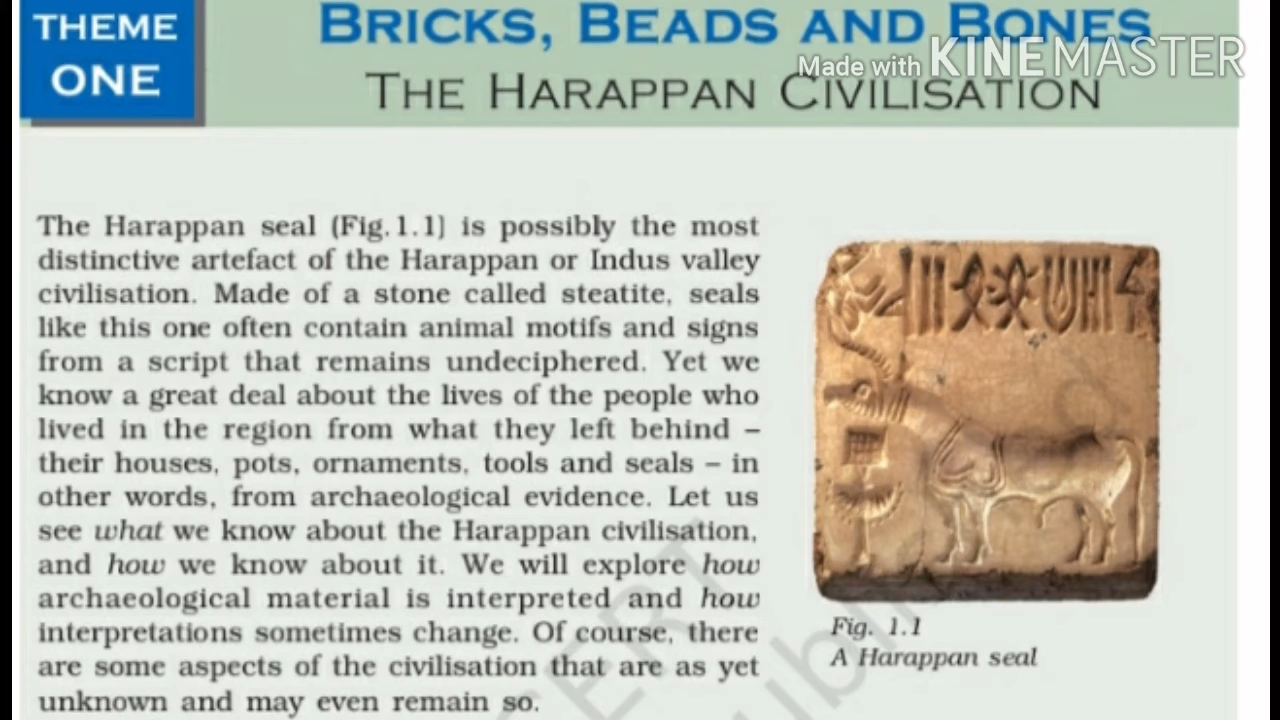 THEME
ONE
BRICKS, BEADS AND BONES
Made with KINEMASTER
THE HARAPPAN CIVILISATION
The Harappan seal (Fig.1.1) is possibly the most
distinctive artefact of the Harappan or Indus valley
civilisation. Made of a stone called steatite, seals
like this one often contain animal motifs and signs
from a script that remains undeciphered. Yet we
know a great deal about the lives of the people who
lived in the region from what they left behind –
their houses, pots, ornaments, tools and seals – in
other words, from archaeological evidence. Let us
see what we know about the Harappan civilisation,
and how we know about it. We will explore how
archaeological material is interpreted and how
interpretations sometimes change. Of course, there
are some aspects of the civilisation that are as yet
unknown and may even remain so.
Fig. 1.1
A Harappan seal